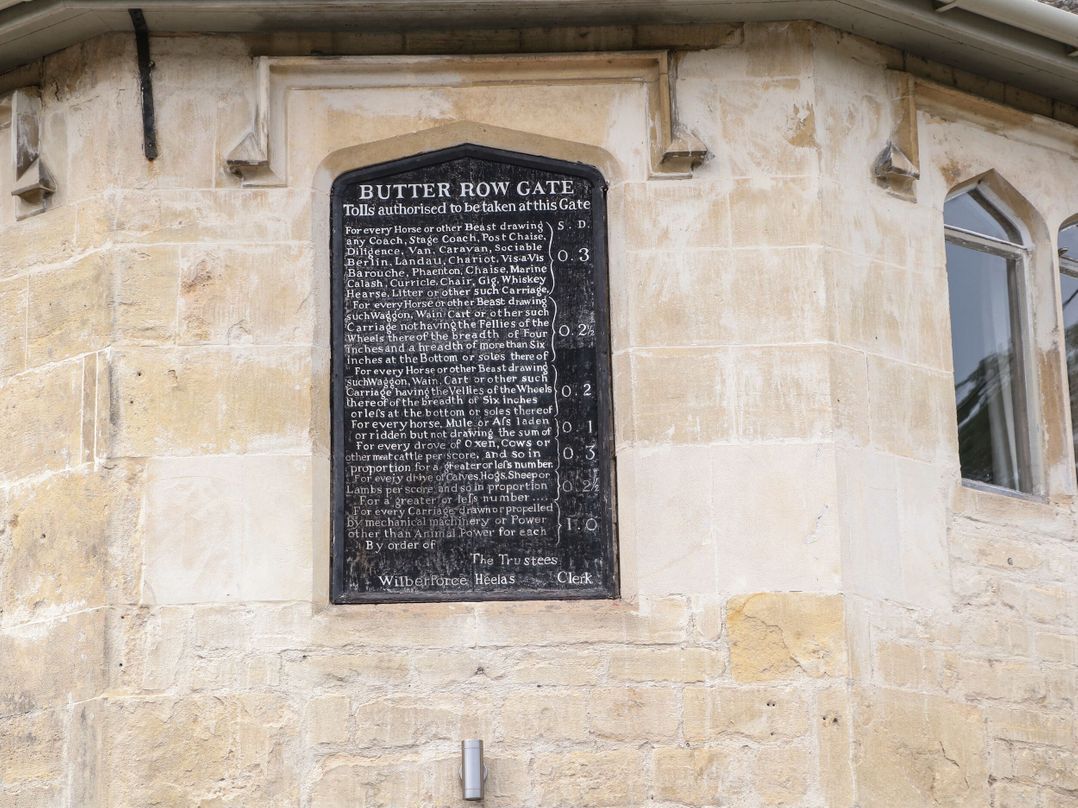 BUTTER ROW GATE
Tolls authorised to be taken at this Gate
For every Horse or other Beast drawing S. D.
any Coach, Stage Coach, Post Chaise,
Diligence, Van, Caravan, Sociable
Berlin, Landau, Chariot, Vis-a-Vis 0. 3
Barouche, Phaenton, Chaise, Marine
Calash, Curricle, Chair, Gig, Whiskey
Hearse, Litter or other such Carriage,
For every Horse or other Beast drawing
such Waggon, Wain, Cart or other such
Carriage not having the Fellies of the 0. 2½
Wheels thereof the breadth of Four
Inches and a breadth of more than Six
inches at the Bottom or soles there of
For every Horse or other Beast drawing
such Waggon, Wain, Cart or other such
Carriage having the Vellies of the Wheels 0. 2
there of of the breadth of Six inches
or leſs at the bottom or soles thereof
For every horse, Mule or Aſs laden 0. 1
or ridden but not drawing the sum of
For every drove of Oxen, Cows or
other meat cattle per score, and so in 0. 3
proportion for a greater or leſs number
For every drive of Calves, Hogs, Sheep or
Lambs per score and so in proportion 0. 2½
For a greater or leſs number ....
For every Carriage drawn or propelled
by mechanical machinery or Power 1. 0
other than Animal Power for each
By order of
The Trustees
Wilberforce Heelas Clerk